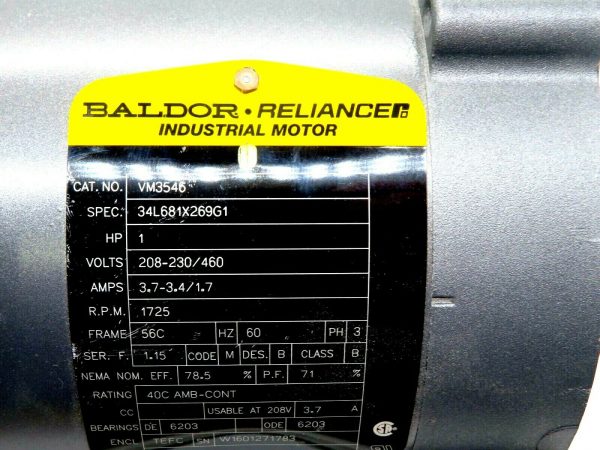 BALDOR • RELIANCE
INDUSTRIAL MOTOR
CAT. NO. VM3546
SPEC. 34L681X269G1
HP 1
VOLTS 208-230/460
AMPS 3.7-3.4/1.7
R.P.M. 1725
FRAME 56C HZ 60 PH 3
SER. F. 1.15 CODE M DES. B CLASS B
NEMA NOM. EFF. 78.5 % P.F. 71 %
RATING 40C AMB-CONT
CC USABLE AT 208V 3.7 A
BEARINGS DE 6203 ODE 6203
ENCL TEFC SN W1601271783